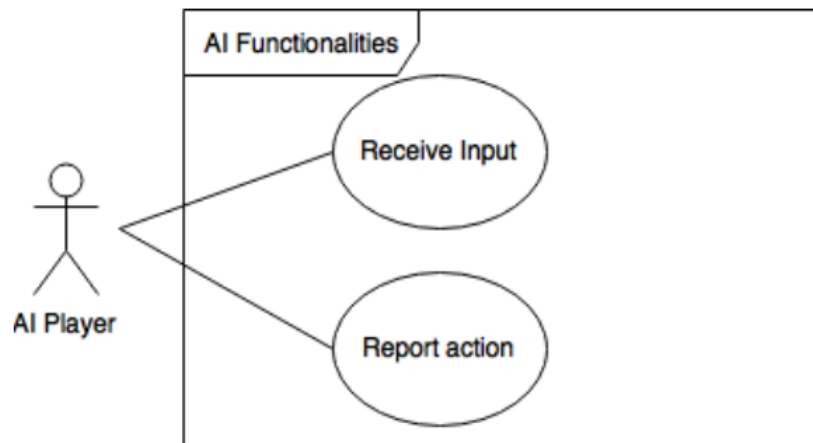 AI Functionalities
Receive Input
AI Player
Report action